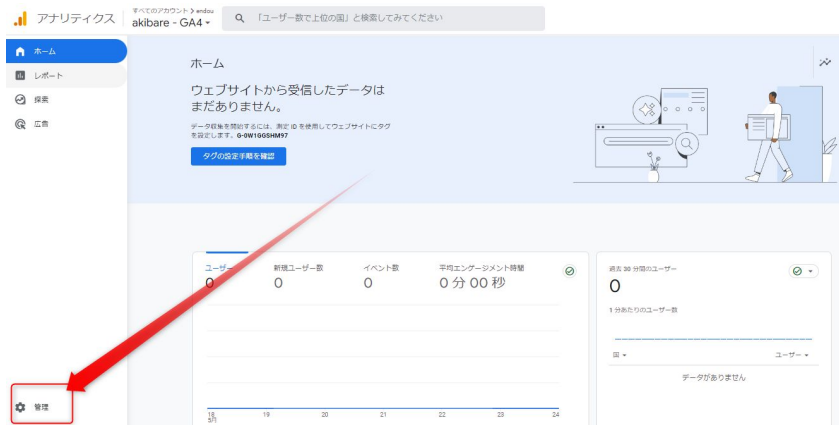 アナリティクス
すべてのアカウント > endou
akibare - GA4
「ユーザー数で上位の国」と検索してみてください
ホーム
レポート
探索
広告
管理
ホーム
ウェブサイトから受信したデータは
まだありません。
データ収集を開始するには、測定 ID を使用してウェブサイトにタグ
を設定します。G-0W1GGSHM97
タグの設定手順を確認
ユーザー
0
新規ユーザー数
0
イベント数
0
平均エンゲージメント時間
0 分 00 秒
18
5月
19
20
21
22
23
24
過去 30 分間のユーザー
0
1 分あたりのユーザー数
国
ユーザー
データがありません